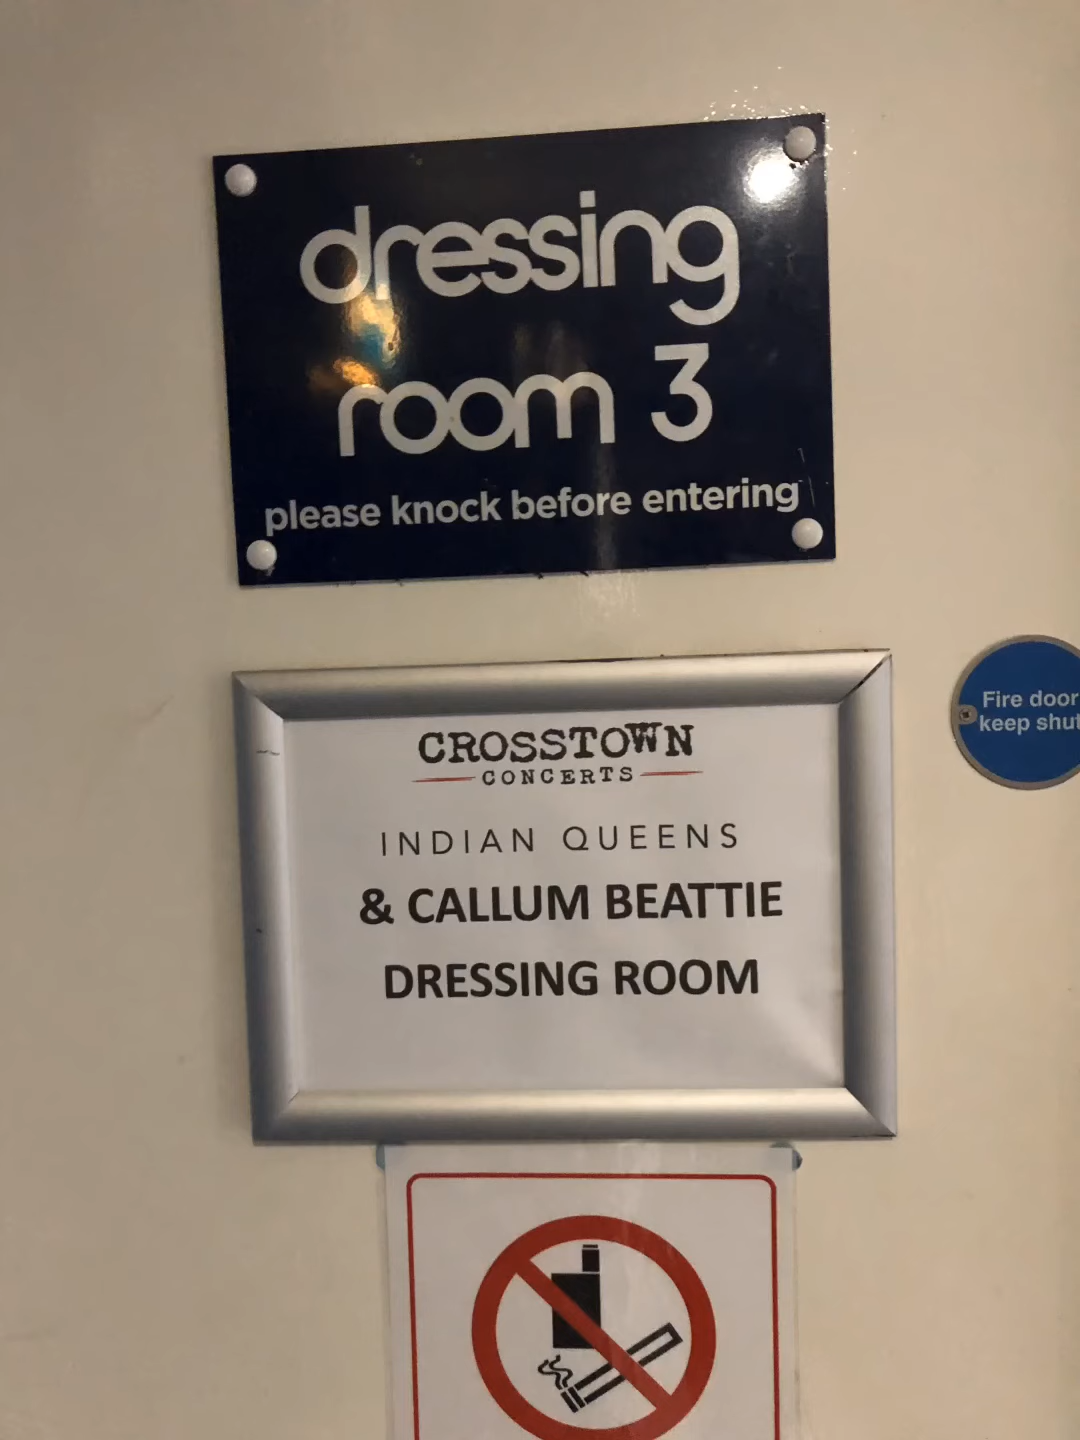 dressing
room 3
please knock before entering
Fire door
keep shut
CROSSTOWN
CONCERTS
INDIAN QUEENS
& CALLUM BEATTIE
DRESSING ROOM